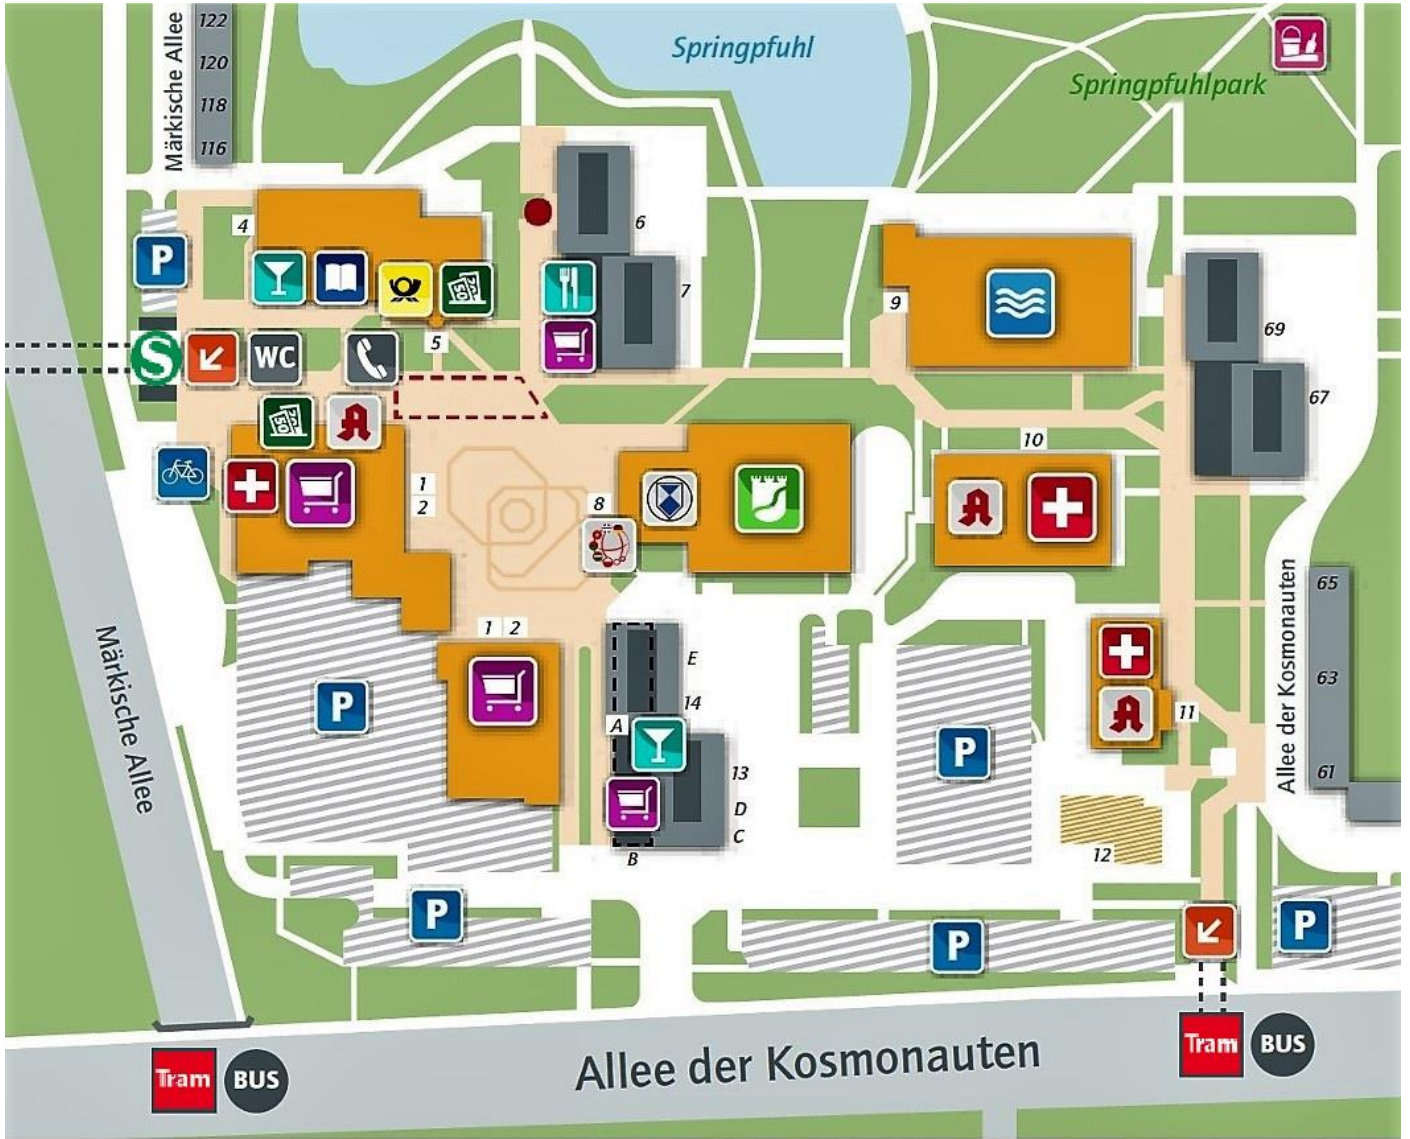 122
Märkische Allee
120
118
116
Springpfuhl
Springpfuhlpark
4
6
P
7
9
5
S
WC
69
67
A
10
1
2
8
A
Märkische Allee
1 2
E
14
A
P
13
D
C
B
P
A
11
12
Allee der Kosmonauten
65
63
61
P
P
P
Tram BUS
Allee der Kosmonauten
Tram BUS